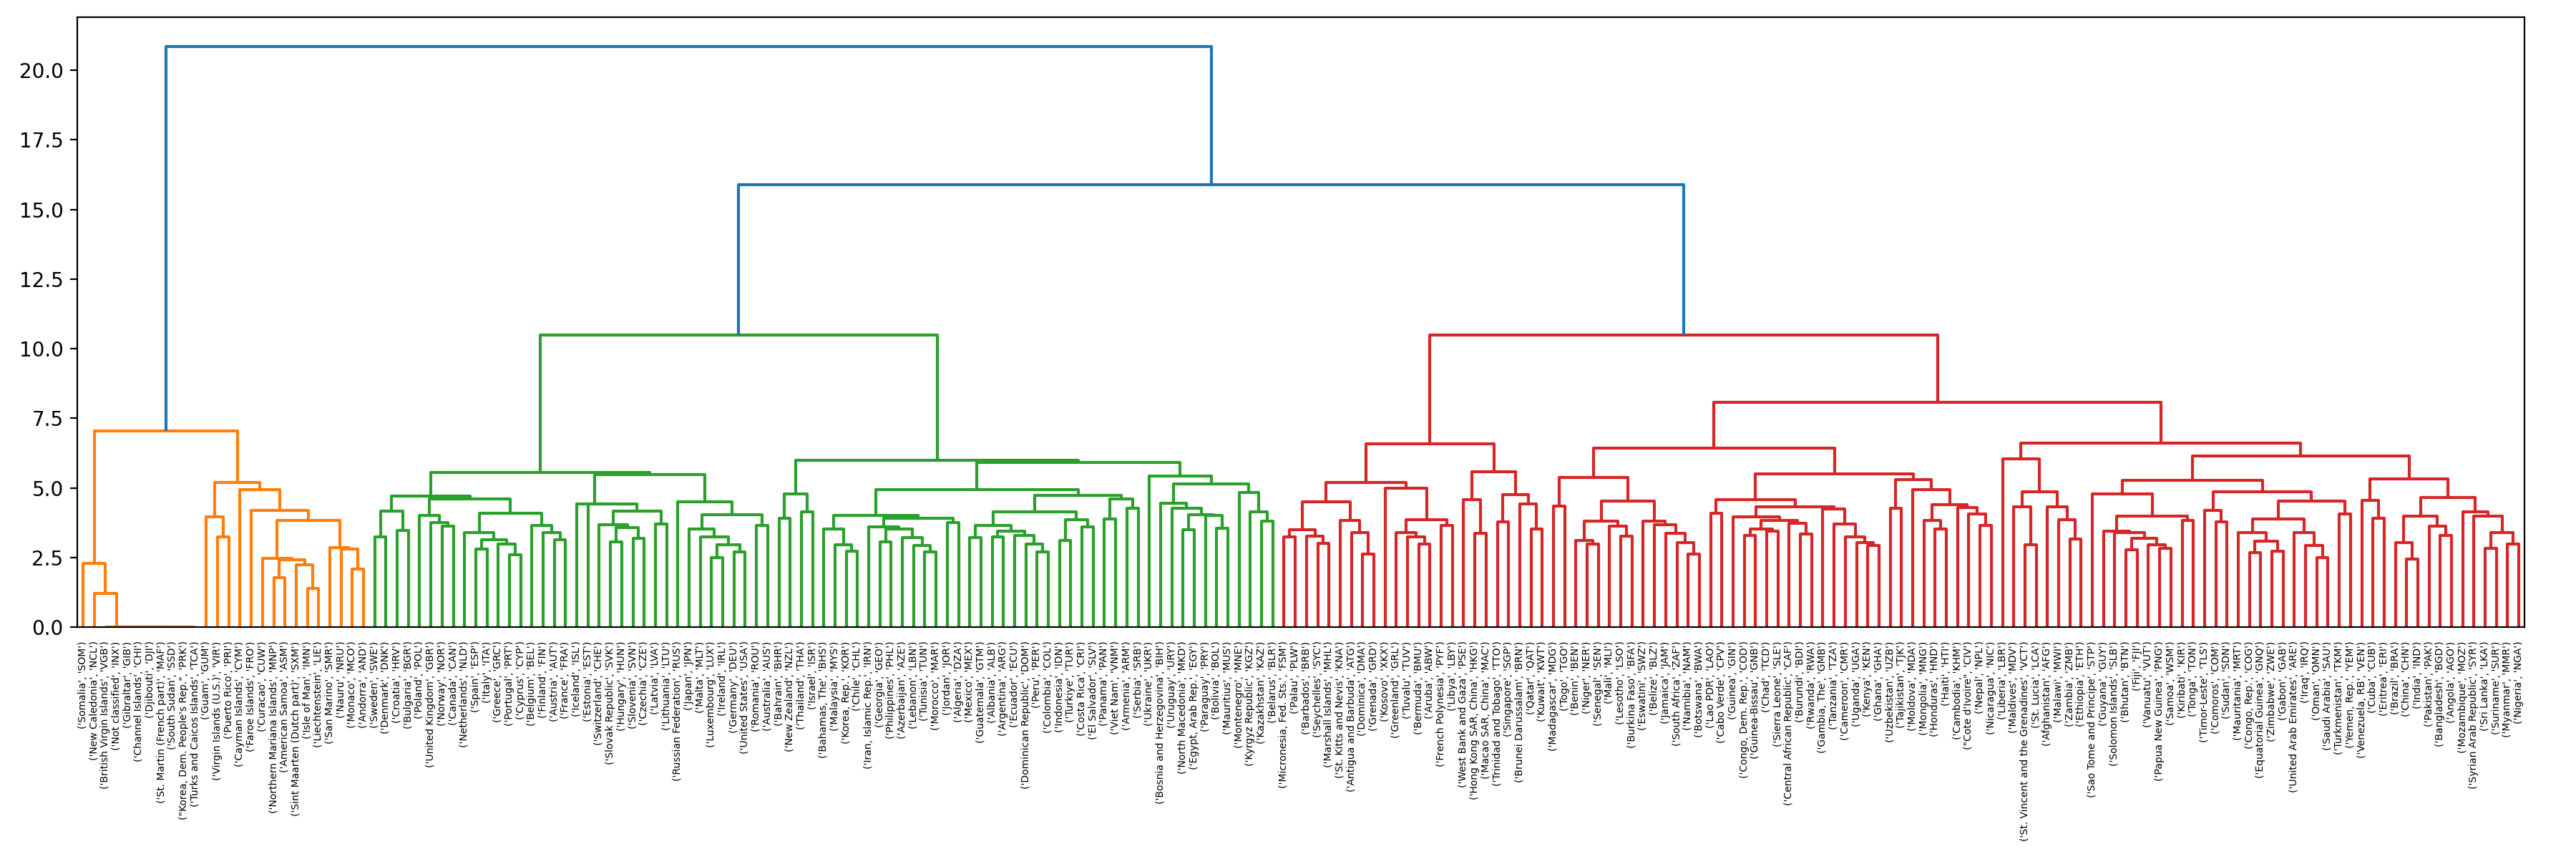 20.0
17.5
15.0
12.5
10.0
7.5
5.0
2.5
0.0
('Somalia', 'SOM')
('New Caledonia', 'NCL')
('British Virgin Islands', 'VGB')
('Not classified', 'INX')
('Gibraltar', 'GIB')
('Channel Islands', 'CHI')
('Djibouti', 'DJI')
('St. Martin (French part)', 'MAF')
('South Sudan', 'SSD')
("Korea, Dem. People's Rep.", 'PRK')
('Turks and Caicos Islands', 'TCA')
('Guam', 'GUM')
('Virgin Islands (U.S.)', 'VIR')
('Puerto Rico', 'PRI')
('Cayman Islands', 'CYM')
('Faroe Islands', 'FRO')
('Curacao', 'CUW')
('Northern Mariana Islands', 'MNP')
('American Samoa', 'ASM')
('Sint Maarten (Dutch part)', 'SXM')
('Isle of Man', 'IMN')
('Liechtenstein', 'LIE')
('San Marino', 'SMR')
('Nauru', 'NRU')
('Monaco', 'MCO')
('Andorra', 'AND')
('Sweden', 'SWE')
('Denmark', 'DNK')
('Croatia', 'HRV')
('Bulgaria', 'BGR')
('Poland', 'POL')
('United Kingdom', 'GBR')
('Norway', 'NOR')
('Canada', 'CAN')
('Netherlands', 'NLD')
('Spain', 'ESP')
('Italy', 'ITA')
('Greece', 'GRC')
('Portugal', 'PRT')
('Cyprus', 'CYP')
('Belgium', 'BEL')
('Finland', 'FIN')
('Austria', 'AUT')
('France', 'FRA')
('Iceland', 'ISL')
('Estonia', 'EST')
('Switzerland', 'CHE')
('Slovak Republic', 'SVK')
('Hungary', 'HUN')
('Slovenia', 'SVN')
('Czechia', 'CZE')
('Latvia', 'LVA')
('Lithuania', 'LTU')
('Russian Federation', 'RUS')
('Japan', 'JPN')
('Malta', 'MLT')
('Luxembourg', 'LUX')
('Ireland', 'IRL')
('Germany', 'DEU')
('United States', 'USA')
('Romania', 'ROU')
('Australia', 'AUS')
('Bahrain', 'BHR')
('New Zealand', 'NZL')
('Thailand', 'THA')
('Israel', 'ISR')
('Bahamas, The', 'BHS')
('Malaysia', 'MYS')
('Korea, Rep.', 'KOR')
('Chile', 'CHL')
('Iran, Islamic Rep.', 'IRN')
('Georgia', 'GEO')
('Philippines', 'PHL')
('Azerbaijan', 'AZE')
('Lebanon', 'LBN')
('Tunisia', 'TUN')
('Morocco', 'MAR')
('Jordan', 'JOR')
('Algeria', 'DZA')
('Mexico', 'MEX')
('Guatemala', 'GTM')
('Albania', 'ALB')
('Argentina', 'ARG')
('Ecuador', 'ECU')
('Dominican Republic', 'DOM')
('Peru', 'PER')
('Colombia', 'COL')
('Indonesia', 'IDN')
('Turkiye', 'TUR')
('Costa Rica', 'CRI')
('El Salvador', 'SLV')
('Panama', 'PAN')
('Viet Nam', 'VNM')
('Armenia', 'ARM')
('Serbia', 'SRB')
('Ukraine', 'UKR')
('Bosnia and Herzegovina', 'BIH')
('Uruguay', 'URY')
('North Macedonia', 'MKD')
('Egypt, Arab Rep.', 'EGY')
('Paraguay', 'PRY')
('Bolivia', 'BOL')
('Mauritius', 'MUS')
('Montenegro', 'MNE')
('Kyrgyz Republic', 'KGZ')
('Kazakhstan', 'KAZ')
('Belarus', 'BLR')
('Micronesia, Fed. Sts.', 'FSM')
('Palau', 'PLW')
('Barbados', 'BRB')
('Seychelles', 'SYC')
('Marshall Islands', 'MHL')
('St. Kitts and Nevis', 'KNA')
('Antigua and Barbuda', 'ATG')
('Dominica', 'DMA')
('Grenada', 'GRD')
('Kosovo', 'XKX')
('Greenland', 'GRL')
('Tuvalu', 'TUV')
('Bermuda', 'BMU')
('Aruba', 'ABW')
('French Polynesia', 'PYF')
('Libya', 'LBY')
('West Bank and Gaza', 'PSE')
('Hong Kong SAR, China', 'HKG')
('Macao SAR, China', 'MAC')
('Trinidad and Tobago', 'TTO')
('Singapore', 'SGP')
('Brunei Darussalam', 'BRN')
('Qatar', 'QAT')
('Kuwait', 'KWT')
('Madagascar', 'MDG')
('Togo', 'TGO')
('Benin', 'BEN')
('Niger', 'NER')
('Senegal', 'SEN')
('Mali', 'MLI')
('Lesotho', 'LSO')
('Burkina Faso', 'BFA')
('Eswatini', 'SWZ')
('Belize', 'BLZ')
('Jamaica', 'JAM')
('South Africa', 'ZAF')
('Namibia', 'NAM')
('Botswana', 'BWA')
('Lao PDR', 'LAO')
('Cabo Verde', 'CPV')
('Guinea', 'GIN')
('Congo, Dem. Rep.', 'COD')
('Guinea-Bissau', 'GNB')
('Chad', 'TCD')
('Sierra Leone', 'SLE')
('Central African Republic', 'CAF')
('Burundi', 'BDI')
('Rwanda', 'RWA')
('Gambia, The', 'GMB')
('Tanzania', 'TZA')
('Cameroon', 'CMR')
('Uganda', 'UGA')
('Kenya', 'KEN')
('Ghana', 'GHA')
('Uzbekistan', 'UZB')
('Tajikistan', 'TJK')
('Moldova', 'MDA')
('Mongolia', 'MNG')
('Honduras', 'HND')
('Haiti', 'HTI')
('Cambodia', 'KHM')
("Cote d'Ivoire", 'CIV')
('Nepal', 'NPL')
('Nicaragua', 'NIC')
('Liberia', 'LBR')
('Maldives', 'MDV')
('St. Vincent and the Grenadines', 'VCT')
('St. Lucia', 'LCA')
('Afghanistan', 'AFG')
('Malawi', 'MWI')
('Zambia', 'ZMB')
('Ethiopia', 'ETH')
('Sao Tome and Principe', 'STP')
('Guyana', 'GUY')
('Solomon Islands', 'SLB')
('Bhutan', 'BTN')
('Fiji', 'FJI')
('Vanuatu', 'VUT')
('Papua New Guinea', 'PNG')
('Samoa', 'WSM')
('Kiribati', 'KIR')
('Tonga', 'TON')
('Timor-Leste', 'TLS')
('Comoros', 'COM')
('Sudan', 'SDN')
('Mauritania', 'MRT')
('Congo, Rep.', 'COG')
('Equatorial Guinea', 'GNQ')
('Zimbabwe', 'ZWE')
('Gabon', 'GAB')
('United Arab Emirates', 'ARE')
('Iraq', 'IRQ')
('Oman', 'OMN')
('Saudi Arabia', 'SAU')
('Turkmenistan', 'TKM')
('Yemen, Rep.', 'YEM')
('Venezuela, RB', 'VEN')
('Cuba', 'CUB')
('Eritrea', 'ERI')
('Brazil', 'BRA')
('China', 'CHN')
('India', 'IND')
('Pakistan', 'PAK')
('Bangladesh', 'BGD')
('Angola', 'AGO')
('Mozambique', 'MOZ')
('Syrian Arab Republic', 'SYR')
('Sri Lanka', 'LKA')
('Suriname', 'SUR')
('Myanmar', 'MMR')
('Nigeria', 'NGA')